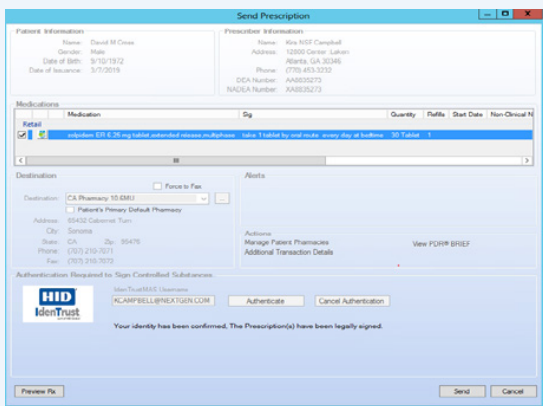 Send Prescription
Patient Information
Name: David M Cross
Gender: Male
Date of Birth: 9/10/1972
Date of Issuance: 3/7/2019
Prescriber Information
Name: Kira NSF Campbell
Address: 12800 Center Laken
Atlanta, GA 30346
Phone: (770) 453-3232
DEA Number: AA8835273
NADEA Number: XA8835273
Medications
Medication Sig Quantity Refills Start Date Non-Clinical N
Retail
zolpidem ER 6.25 mg tablet,extended release,multiphase take 1 tablet by oral route every day at bedtime 30 Tablet 1
Destination
Force to Fax
Destination: CA Pharmacy 10.6MU ...
Patient's Primary Default Pharmacy
Address: 65432 Cabernet Turn
City: Sonoma
State: CA Zip: 95476
Phone: (707) 210-7071
Fax: (707) 210-7070
Alerts
Actions
Manage Patient Pharmacies View PDR® BRIEF
Additional Transaction Details
Authentication Required to Sign Controlled Substances.
HID
IdenTrust
IdenTrust MAS Username
KCAMPBELL@NEXTGEN.COM Authenticate Cancel Authentication
Your identity has been confirmed, The Prescription(s) have been legally signed.
Preview Rx Send Cancel